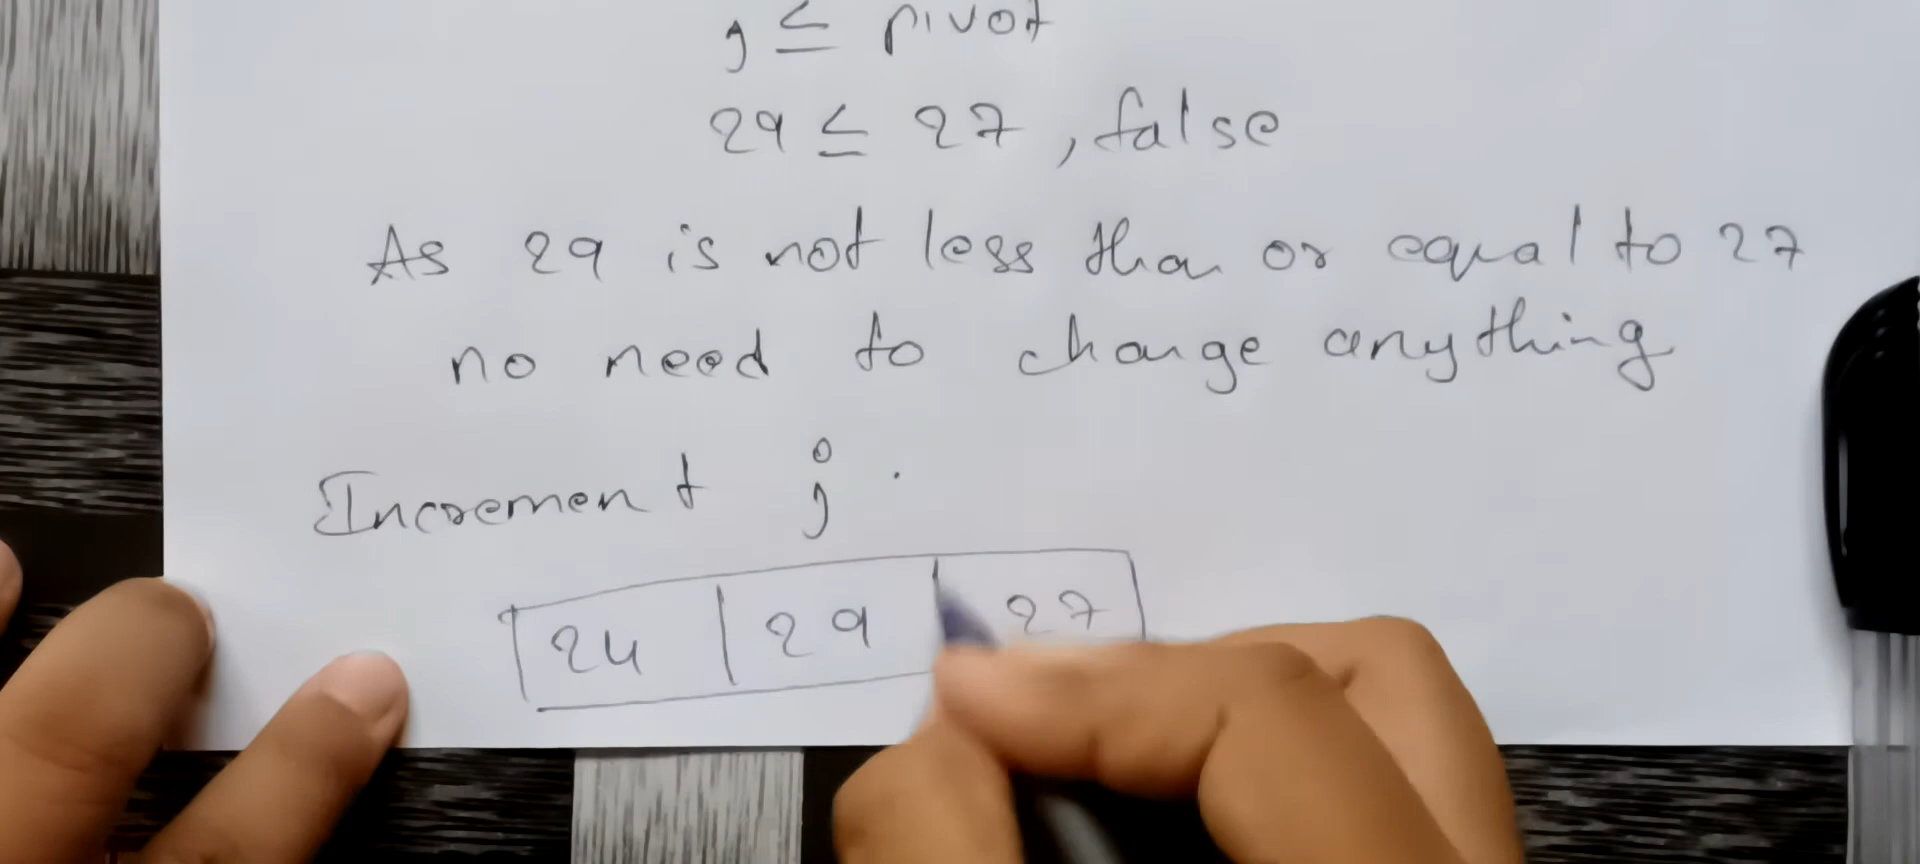 j ≤ pivot
29 ≤ 27, false
As 29 is not less than or equal to 27
no need to change anything
Increment j.
24 | 29 | 27